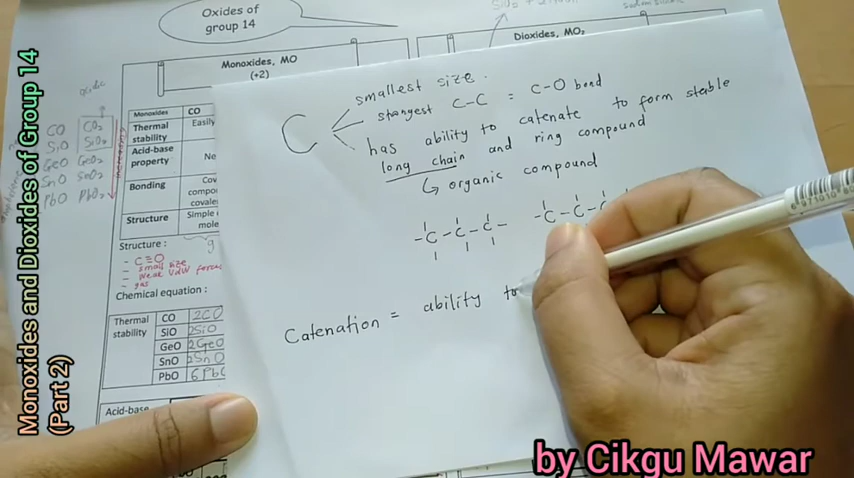 Oxides of
group 14
Monoxides, MO
(+2)
Dioxides, MO₂
Monoxides CO
Thermal Easily
stability
Acid-base Ne
property
Bonding Cov
compo
covale
Structure Simple
mole
CO CO₂
SiO SiO₂
GeO GeO₂
SnO SnO₂
PbO PbO₂
Structure :
- C≡O
- small size
- weak VdW forces
- gas
Chemical equation :
Thermal CO 2CO
stability SiO 2SiO
GeO 2GeO
SnO 2SnO
PbO 6PbO
Acid-base
C
smallest size.
strongest C-C = C-O bond
has ability to catenate to form stable
long chain and ring compound
↳ organic compound
-C-C-C- -C-C-C
Catenation = ability to
Monoxides and Dioxides of Group 14
(Part 2)
by Cikgu Mawar